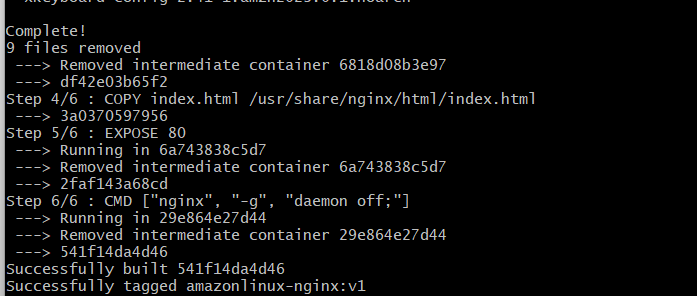 Complete!
9 files removed
 ---> Removed intermediate container 6818d08b3e97
 ---> df42e03b65f2
Step 4/6 : COPY index.html /usr/share/nginx/html/index.html
 ---> 3a0370597956
Step 5/6 : EXPOSE 80
 ---> Running in 6a743838c5d7
 ---> Removed intermediate container 6a743838c5d7
 ---> 2faf143a68cd
Step 6/6 : CMD ["nginx", "-g", "daemon off;"]
 ---> Running in 29e864e27d44
 ---> Removed intermediate container 29e864e27d44
 ---> 541f14da4d46
Successfully built 541f14da4d46
Successfully tagged amazonlinux-nginx:v1